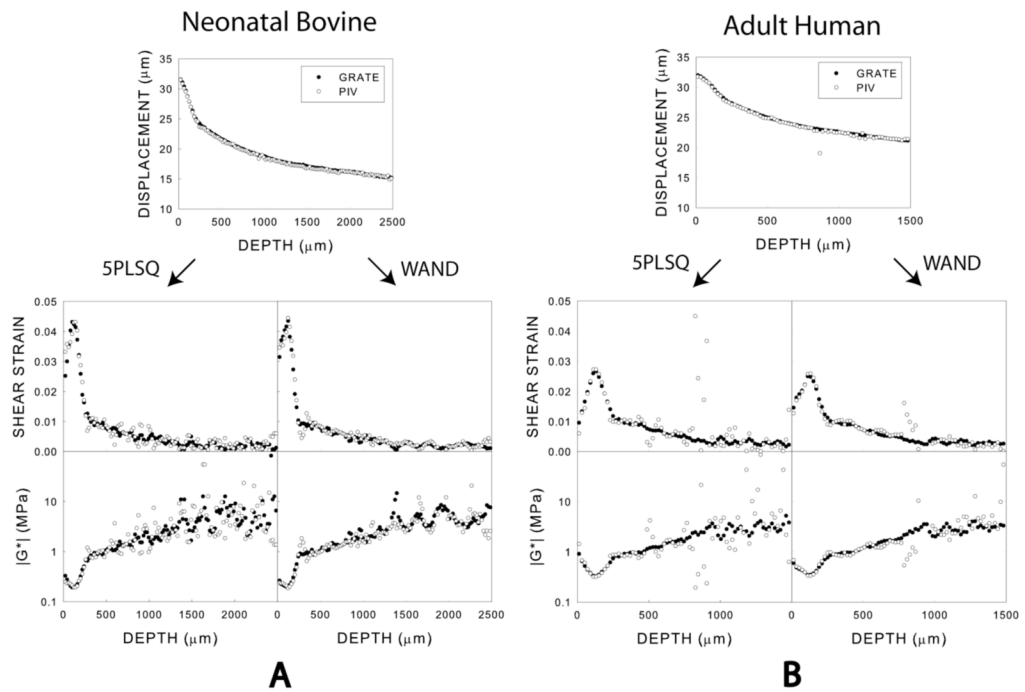 Neonatal Bovine
Adult Human
DISPLACEMENT (μm)
35
30
25
20
15
10
GRATE
PIV
0 500 1000 1500 2000 2500
DEPTH (μm)
DISPLACEMENT (μm)
35
30
25
20
15
10
GRATE
PIV
0 500 1000 1500
DEPTH (μm)
5PLSQ
WAND
5PLSQ
WAND
SHEAR STRAIN
0.05
0.04
0.03
0.02
0.01
0.00
|G*| (MPa)
10
1
0.1
0 500 1000 1500 2000
0 500 1000 1500 2000 2500
DEPTH (μm)
DEPTH (μm)
SHEAR STRAIN
0.05
0.04
0.03
0.02
0.01
0.00
|G*| (MPa)
10
1
0.1
0 500 1000
0 500 1000 1500
DEPTH (μm)
DEPTH (μm)
A
B